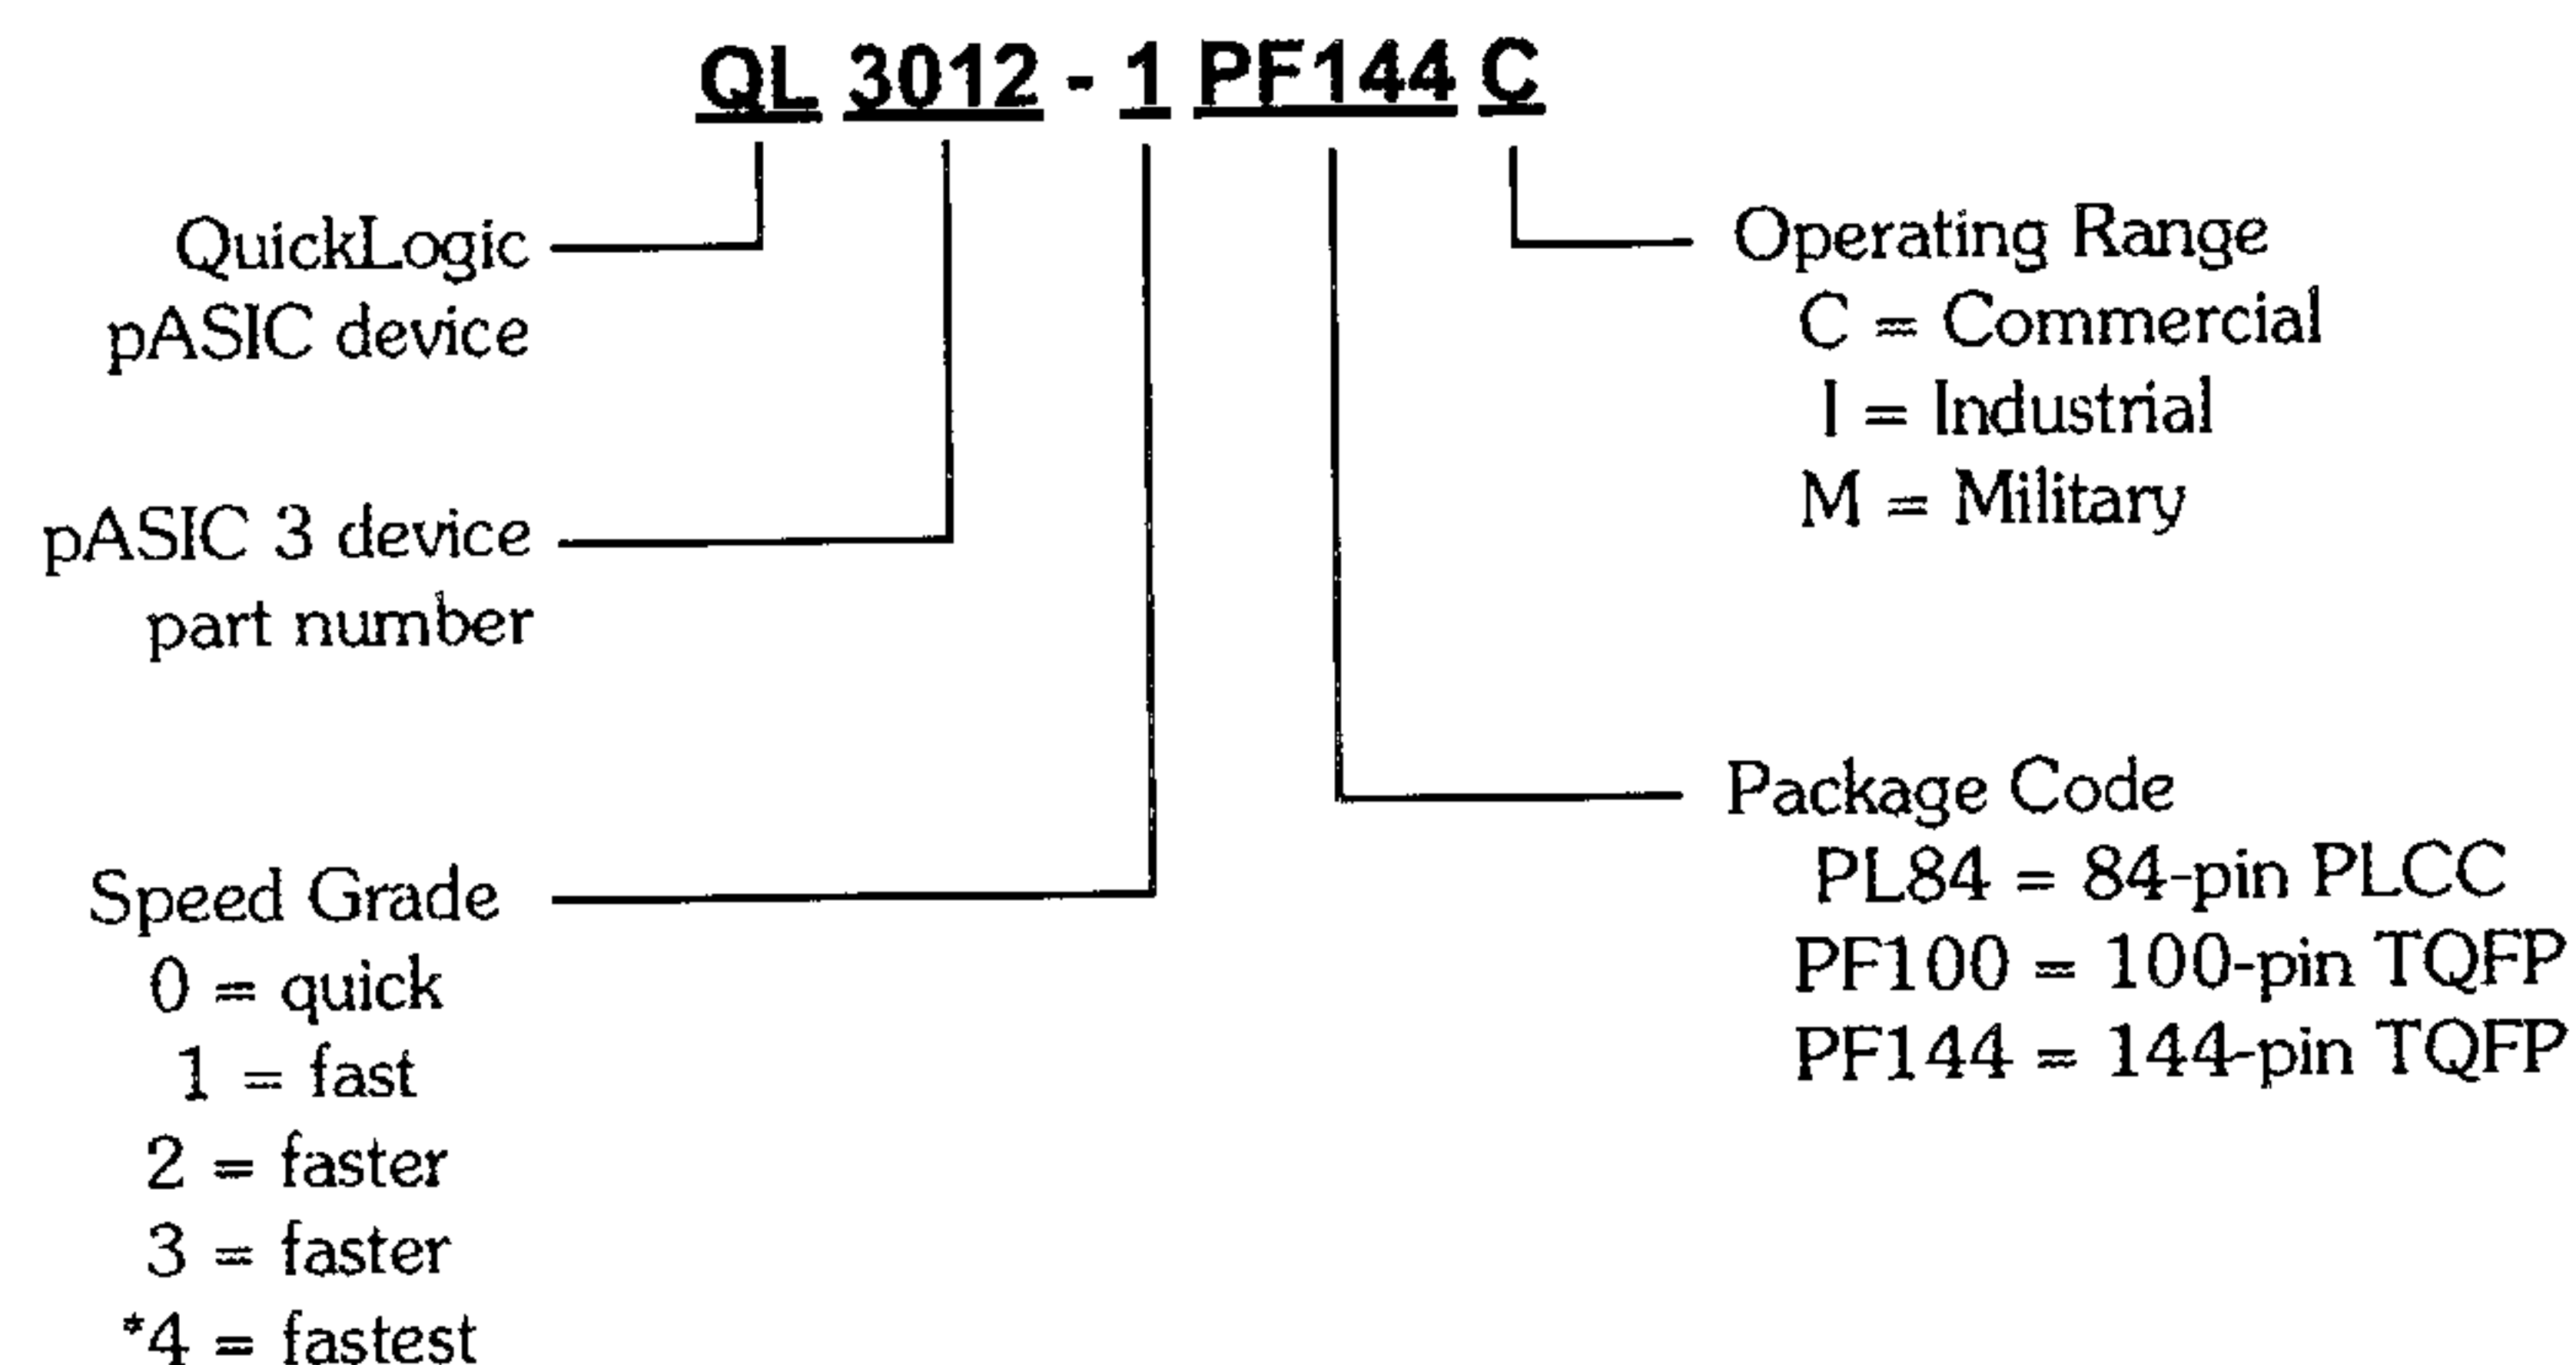 QL 3012 - 1 PF144 C
QuickLogic
pASIC device
pASIC 3 device
part number
Speed Grade
0 = quick
1 = fast
2 = faster
3 = faster
*4 = fastest
Operating Range
C = Commercial
I = Industrial
M = Military
Package Code
PL84 = 84-pin PLCC
PF100 = 100-pin TQFP
PF144 = 144-pin TQFP